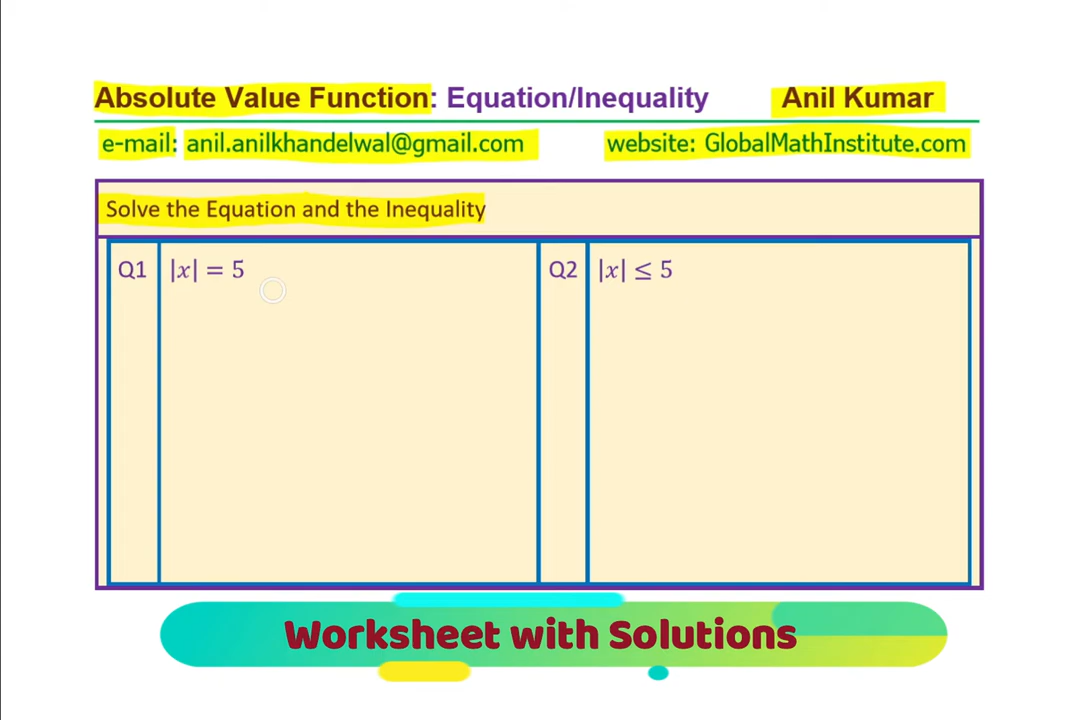 Absolute Value Function: Equation/Inequality Anil Kumar
e-mail: anil.anilkhandelwal@gmail.com website: GlobalMathInstitute.com
Solve the Equation and the Inequality
Q1 |x| = 5 Q2 |x| ≤ 5
Worksheet with Solutions